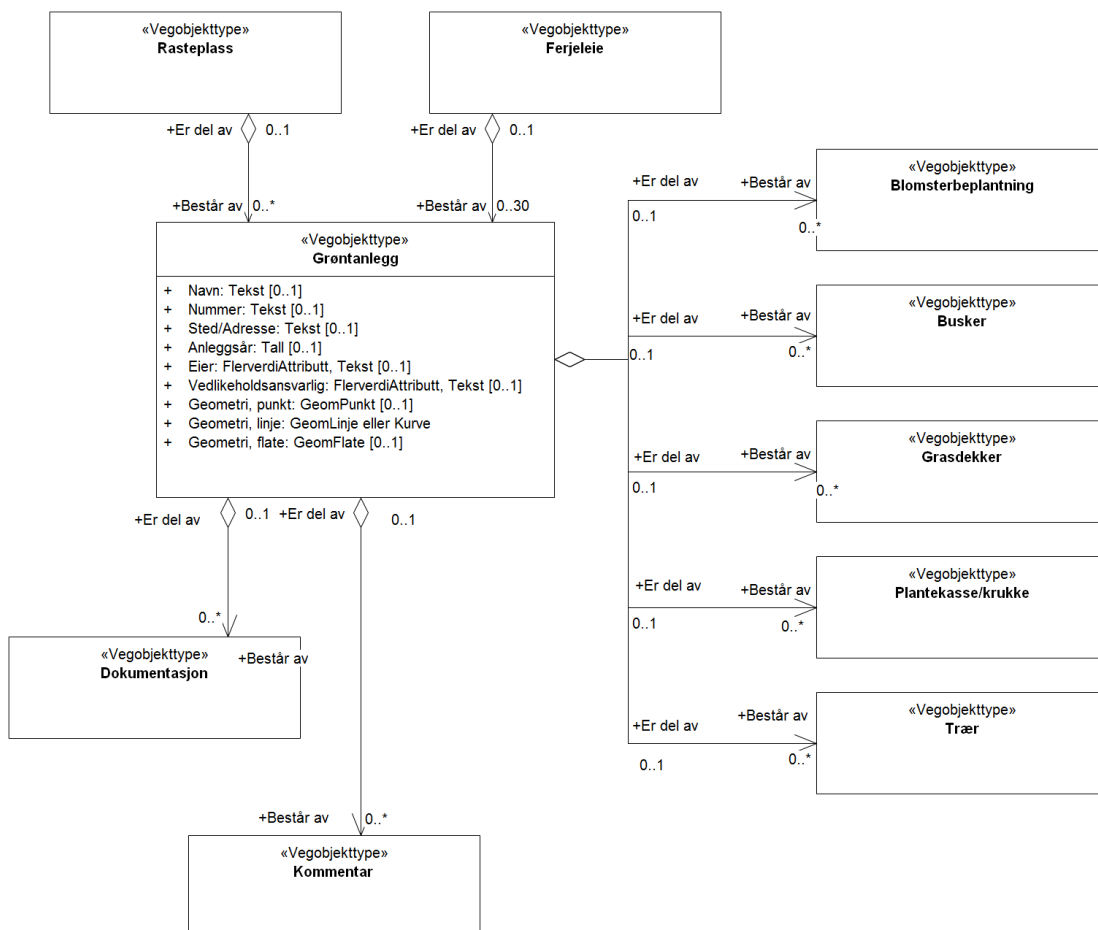 «Vegobjekttype»
Rasteplass
«Vegobjekttype»
Ferjeleie
+Er del av
0..1
+Er del av
0..1
+Består av
0..*
+Består av
0..30
«Vegobjekttype»
Grøntanlegg
+ Navn: Tekst [0..1]
+ Nummer: Tekst [0..1]
+ Sted/Adresse: Tekst [0..1]
+ Anleggsår: Tall [0..1]
+ Eier: FlerverdiAttributt, Tekst [0..1]
+ Vedlikeholdsansvarlig: FlerverdiAttributt, Tekst [0..1]
+ Geometri, punkt: GeomPunkt [0..1]
+ Geometri, linje: GeomLinje eller Kurve
+ Geometri, flate: GeomFlate [0..1]
+Er del av
0..1
+Består av
0..*
«Vegobjekttype»
Blomsterbeplantning
+Er del av
0..1
+Består av
0..*
«Vegobjekttype»
Busker
+Er del av
0..1
+Består av
0..*
«Vegobjekttype»
Grasdekker
+Er del av
0..1
+Består av
0..*
«Vegobjekttype»
Plantekasse/krukke
+Er del av
0..1
+Består av
0..*
«Vegobjekttype»
Trær
+Er del av
0..1
+Er del av
0..1
0..*
+Består av
«Vegobjekttype»
Dokumentasjon
+Består av
0..*
«Vegobjekttype»
Kommentar